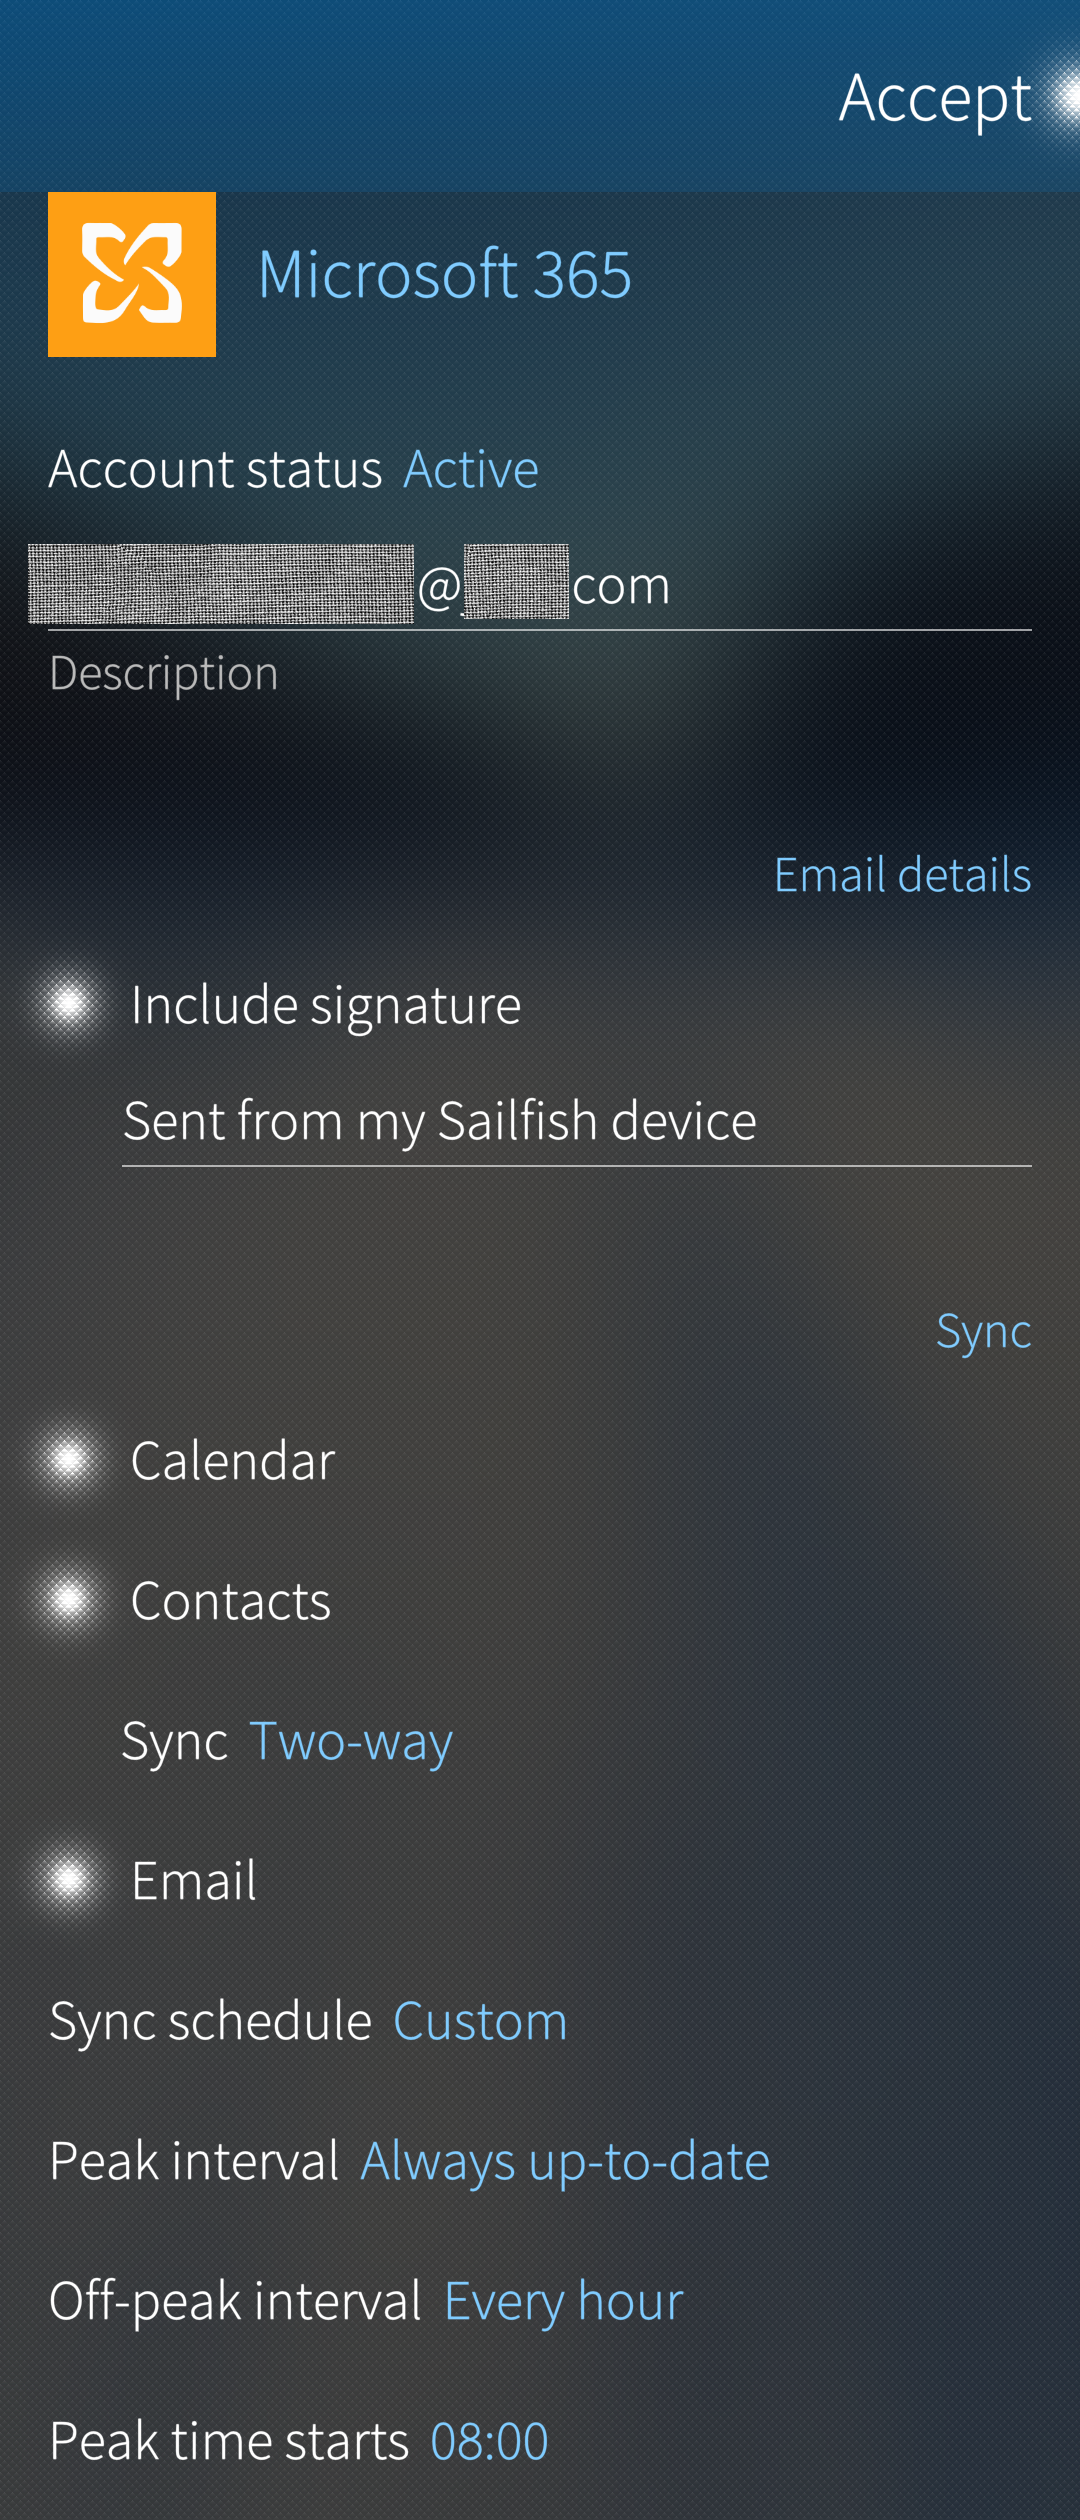 Accept
Microsoft 365
Account status Active
@ com
Description
Email details
Include signature
Sent from my Sailfish device
Sync
Calendar
Contacts
Sync Two-way
Email
Sync schedule Custom
Peak interval Always up-to-date
Off-peak interval Every hour
Peak time starts 08:00